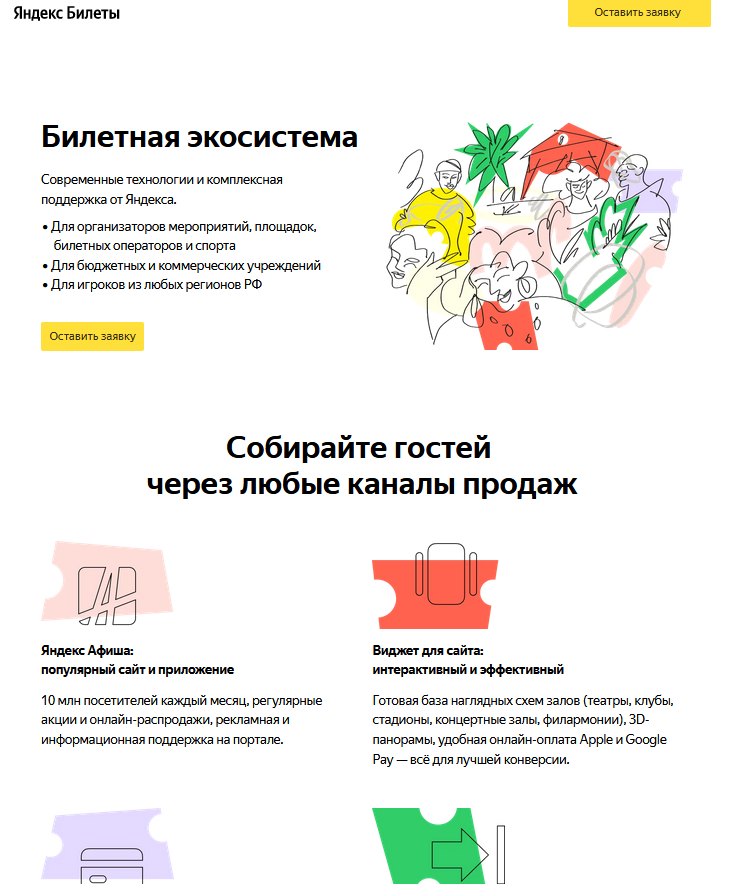 Яндекс Билеты
Оставить заявку
Билетная экосистема
Современные технологии и комплексная
поддержка от Яндекса.
• Для организаторов мероприятий, площадок,
билетных операторов и спорта
• Для бюджетных и коммерческих учреждений
• Для игроков из любых регионов РФ
Оставить заявку
Собирайте гостей
через любые каналы продаж
Яндекс Афиша:
популярный сайт и приложение
10 млн посетителей каждый месяц, регулярные
акции и онлайн-распродажи, рекламная и
информационная поддержка на портале.
Виджет для сайта:
интерактивный и эффективный
Готовая база наглядных схем залов (театры, клубы,
стадионы, концертные залы, филармонии), 3D-
панорамы, удобная онлайн-оплата Apple и Google
Pay — всё для лучшей конверсии.